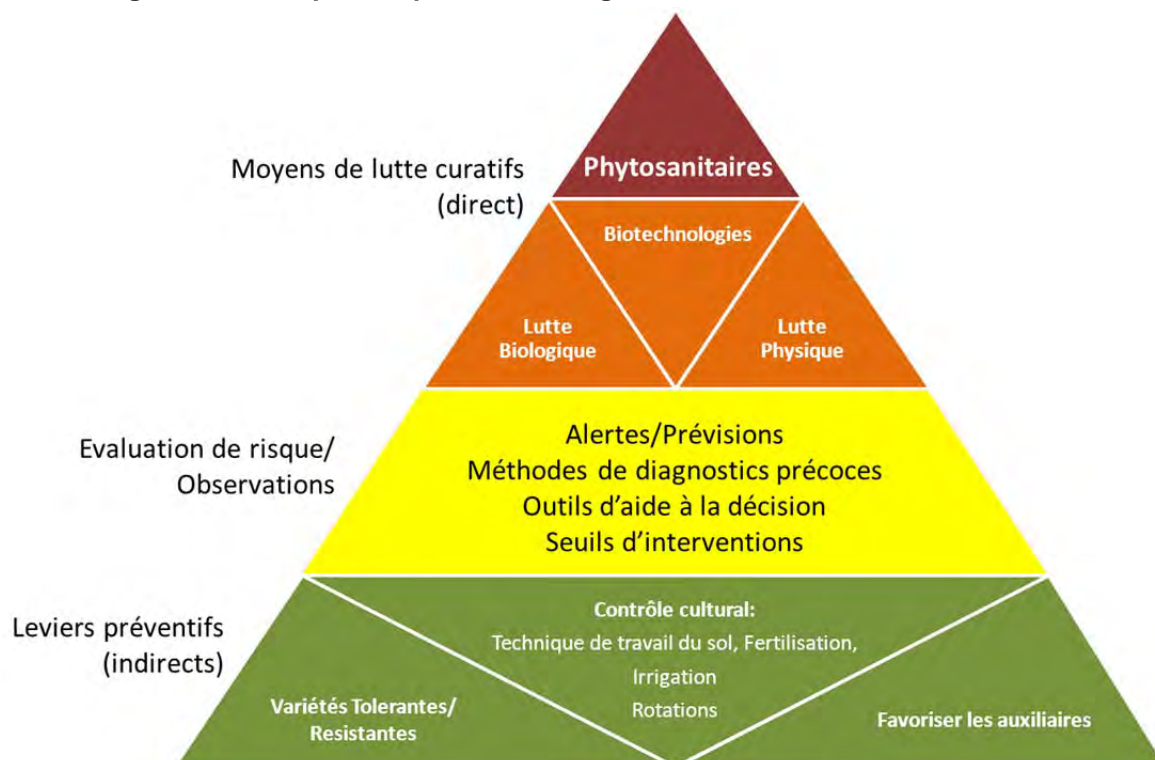 Phytosanitaires
Moyens de lutte curatifs
(direct)
Biotechnologies
Lutte
Biologique
Lutte
Physique
Evaluation de risque/
Observations
Alertes/Prévisions
Méthodes de diagnostics précoces
Outils d'aide à la décision
Seuils d'interventions
Leviers préventifs
(indirects)
Contrôle cultural:
Technique de travail du sol, Fertilisation,
Irrigation
Rotations
Variétés Tolerantes/
Resistantes
Favoriser les auxiliaires